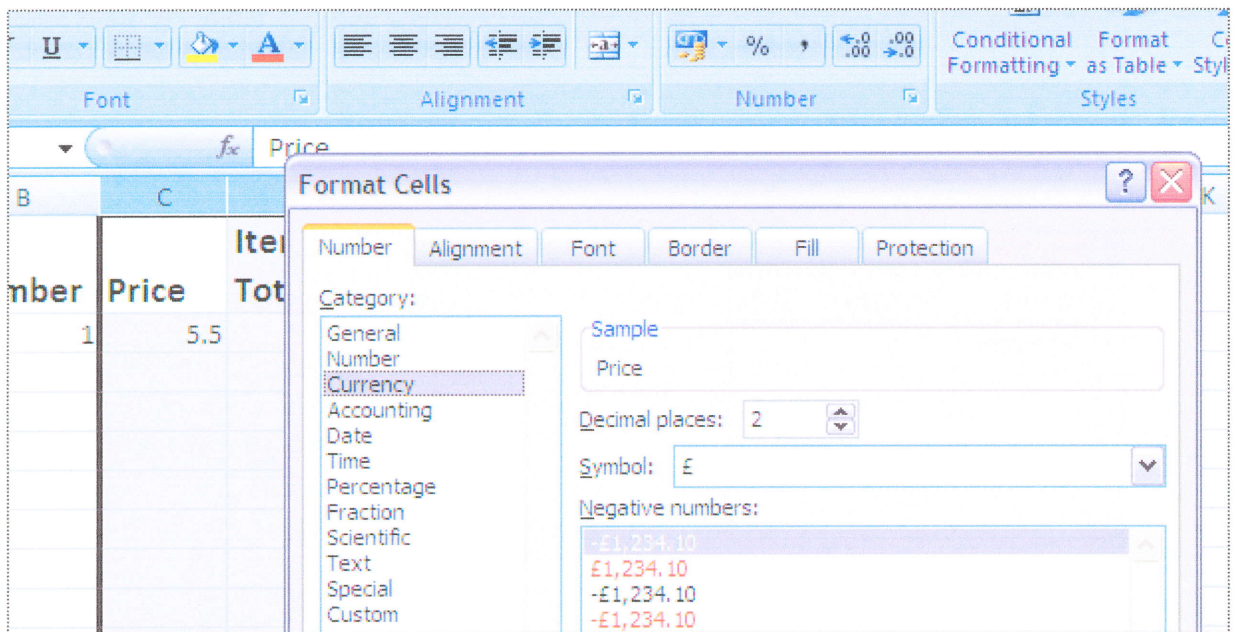 U A % , .0 .00 .00 .0 Conditional Format
Formatting as Table
Font Alignment Number Styles
fx Price
Format Cells ?
B C K
Number Alignment Font Border Fill Protection
Price
Category:
1 5.5
General
Number
Currency
Accounting
Date
Time
Percentage
Fraction
Scientific
Text
Special
Custom
Sample
Price
Decimal places: 2
Symbol: £
Negative numbers:
-£1,234.10
£1,234.10
-£1,234.10
-£1,234.10